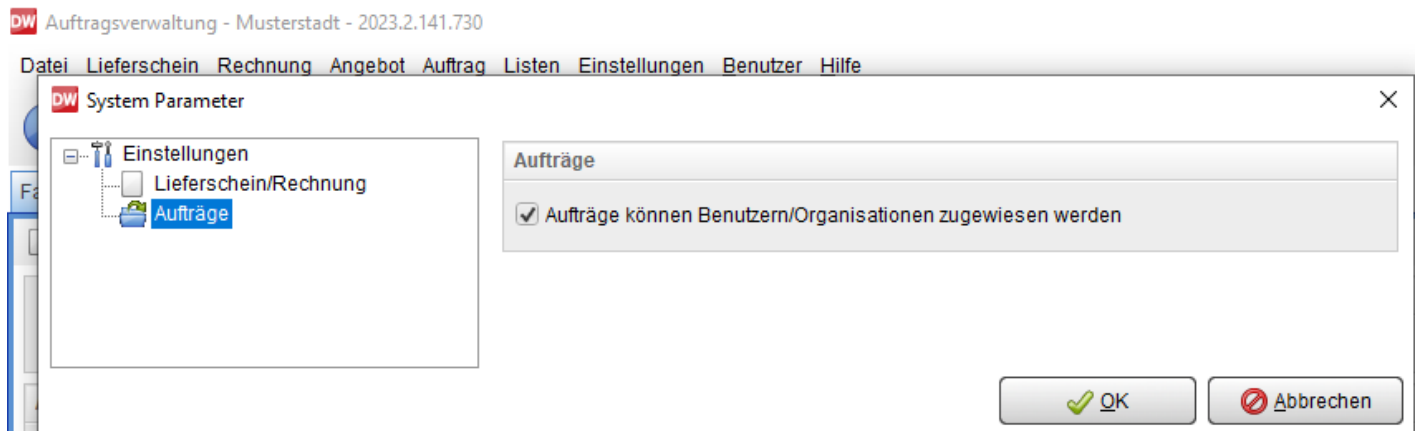 DW Auftragsverwaltung - Musterstadt - 2023.2.141.730
Datei Lieferschein Rechnung Angebot Auftrag Listen Einstellungen Benutzer Hilfe
DW System Parameter
Einstellungen
Lieferschein/Rechnung
Aufträge
Aufträge
Aufträge können Benutzern/Organisationen zugewiesen werden
OK Abbrechen